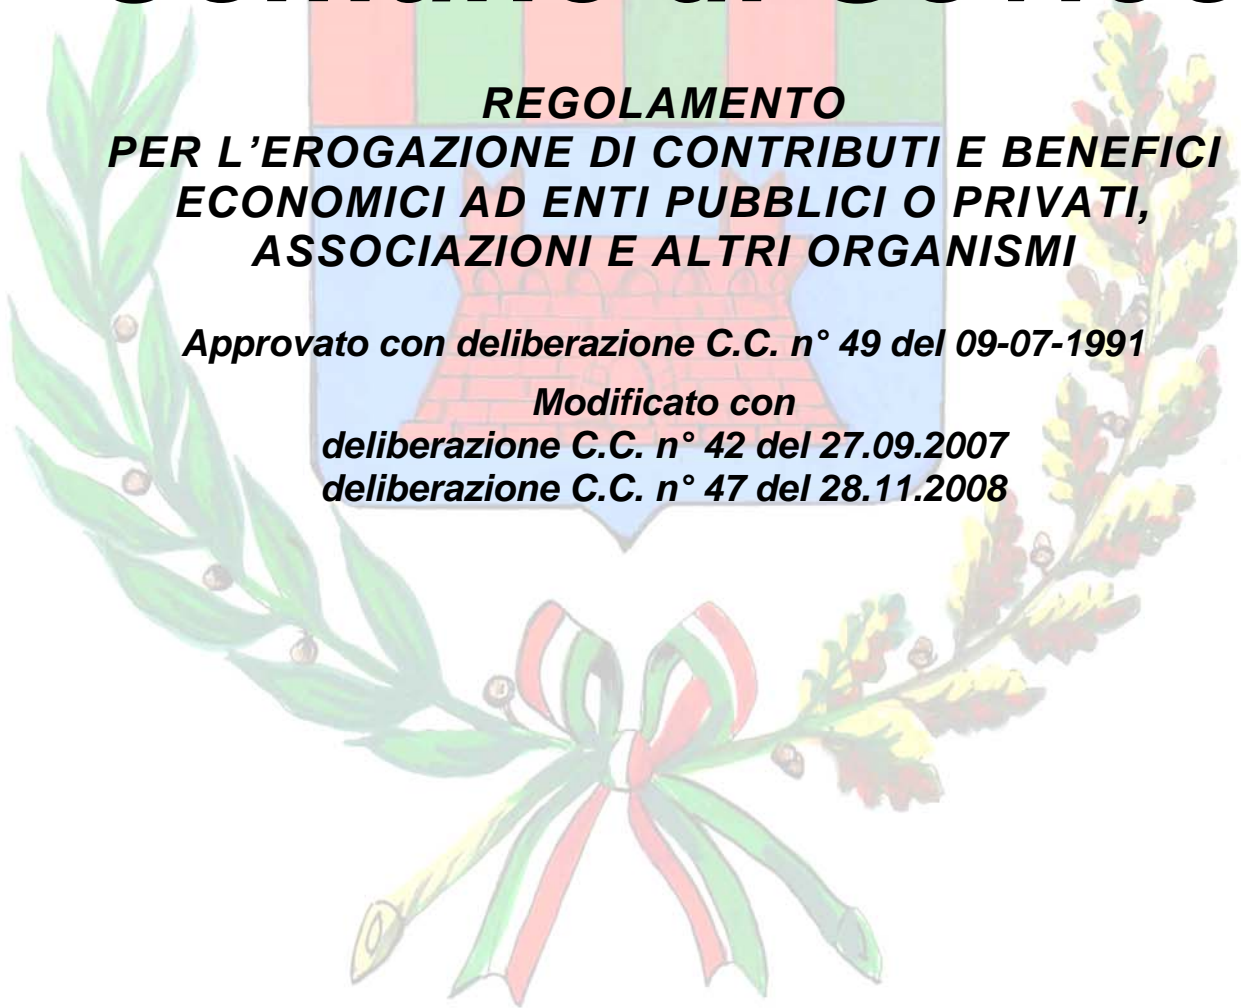 REGOLAMENTO
PER L’EROGAZIONE DI CONTRIBUTI E BENEFICI
ECONOMICI AD ENTI PUBBLICI O PRIVATI,
ASSOCIAZIONI E ALTRI ORGANISMI
Approvato con deliberazione C.C. n° 49 del 09-07-1991
Modificato con
deliberazione C.C. n° 42 del 27.09.2007
deliberazione C.C. n° 47 del 28.11.2008